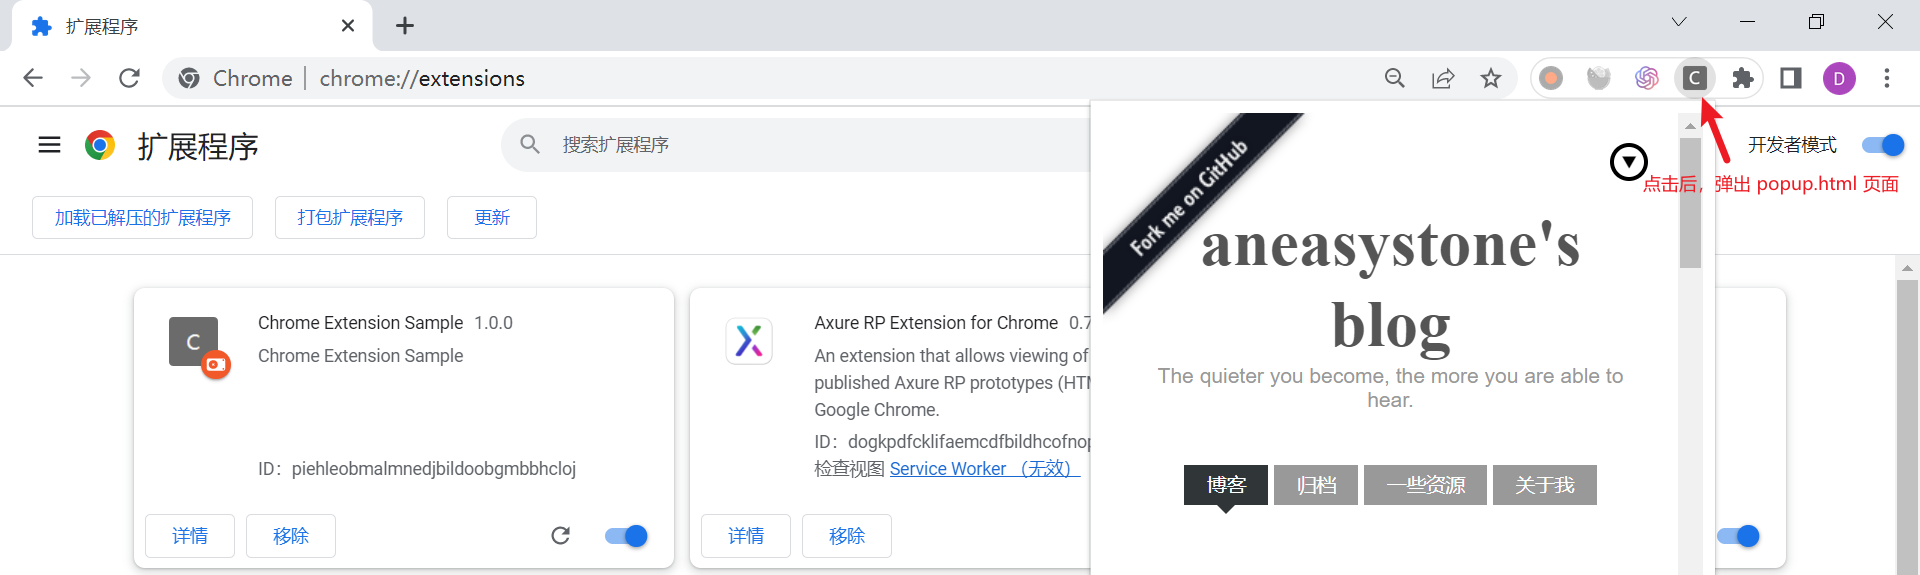 扩展程序
Chrome | chrome://extensions
C
D
扩展程序
搜索扩展程序
开发者模式
点击后，弹出 popup.html 页面
加载已解压的扩展程序
打包扩展程序
更新
Fork me on GitHub
aneasystone's
blog
The quieter you become, the more you are able to
hear.
博客
归档
一些资源
关于我
C
Chrome Extension Sample 1.0.0
Chrome Extension Sample
ID：piehleobmalmnedjbildoobgmbbhcloj
详情
移除
Axure RP Extension for Chrome 0.7
An extension that allows viewing of
published Axure RP prototypes (HTM
Google Chrome.
ID：dogkpdfcklifaemcdfbildhcofnop
检查视图 Service Worker （无效）
详情
移除